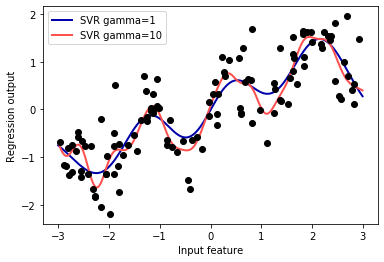 SVR gamma=1
SVR gamma=10
2
1
0
−1
−2
Regression output
−3 −2 −1 0 1 2 3
Input feature